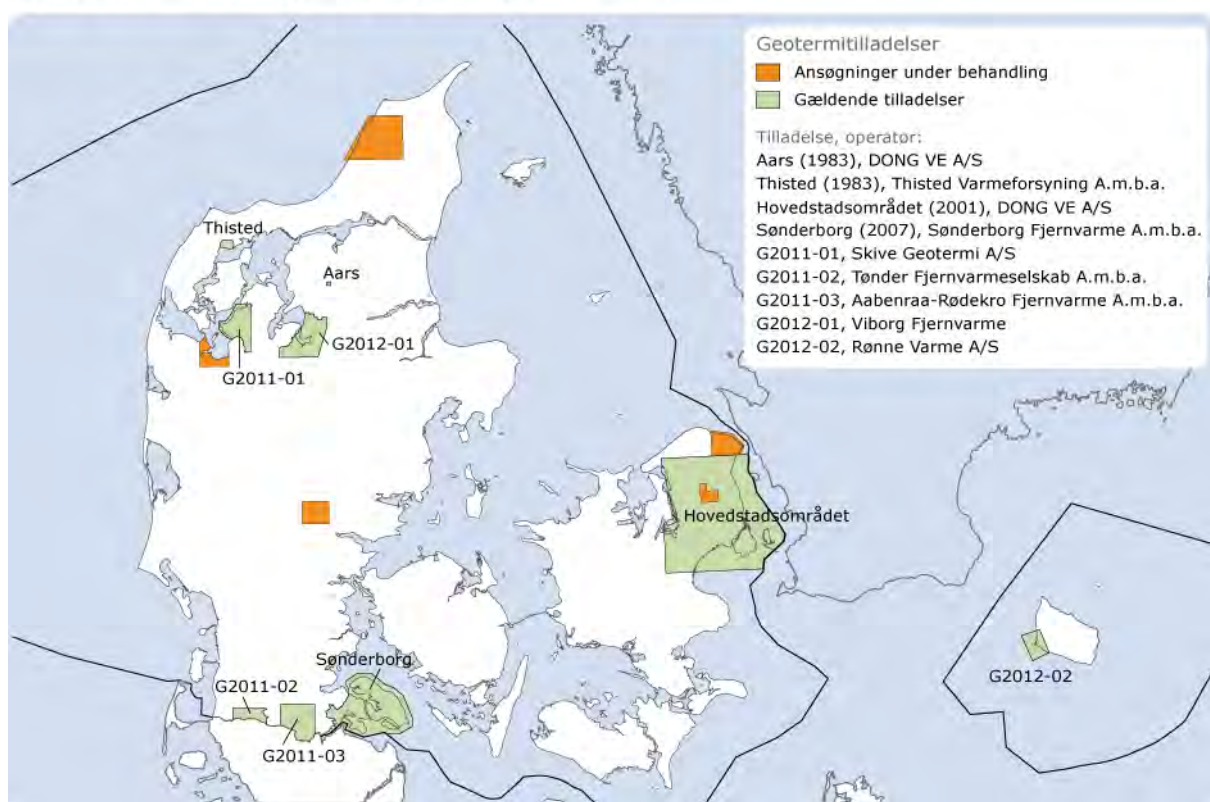 Geotermitilladelser
Ansøgninger under behandling
Gældende tilladelser
Tilladelse, operatør:
Aars (1983), DONG VE A/S
Thisted (1983), Thisted Varmeforsyning A.m.b.a.
Hovedstadsområdet (2001), DONG VE A/S
Sønderborg (2007), Sønderborg Fjernvarme A.m.b.a.
G2011-01, Skive Geotermi A/S
G2011-02, Tønder Fjernvarmeselskab A.m.b.a.
G2011-03, Aabenraa-Rødekro Fjernvarme A.m.b.a.
G2012-01, Viborg Fjernvarme
G2012-02, Rønne Varme A/S
Thisted
Aars
G2012-01
G2011-01
Hovedstadsområdet
Sønderborg
G2012-02
G2011-02
G2011-03